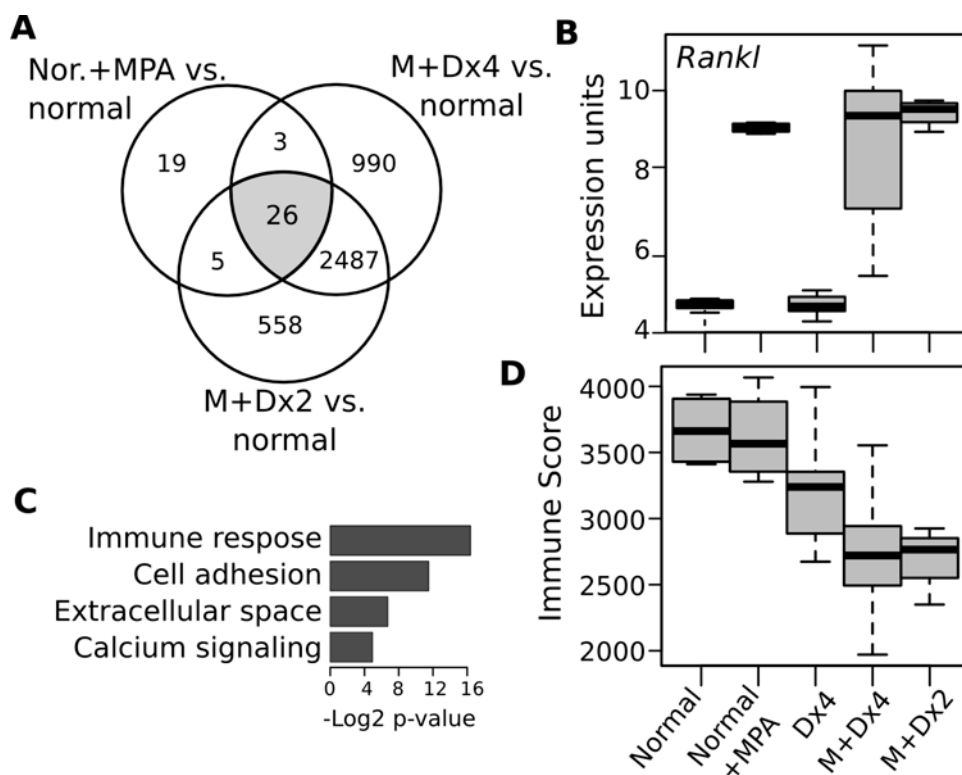 A
Nor.+MPA vs.
normal
M+Dx4 vs.
normal
19
3
990
26
5
2487
558
M+Dx2 vs.
normal
B
Rankl
Expression units
10
8
6
4
C
Immune respose
Cell adhesion
Extracellular space
Calcium signaling
0 4 8 12 16
-Log2 p-value
D
Immune Score
4000
3500
3000
2500
2000
Normal
Normal
+MPA
Dx4
M+Dx4
M+Dx2